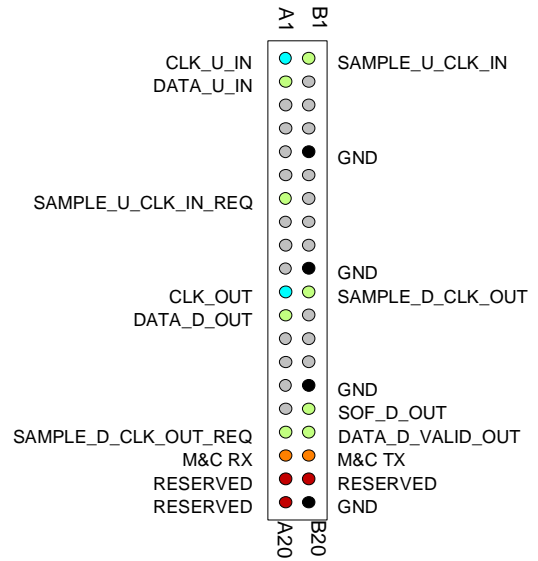 A1 B1
CLK_U_IN SAMPLE_U_CLK_IN
DATA_U_IN
GND
SAMPLE_U_CLK_IN_REQ
GND
CLK_OUT SAMPLE_D_CLK_OUT
DATA_D_OUT
GND
SOF_D_OUT
SAMPLE_D_CLK_OUT_REQ DATA_D_VALID_OUT
M&C RX M&C TX
RESERVED RESERVED
RESERVED GND
A20 B20